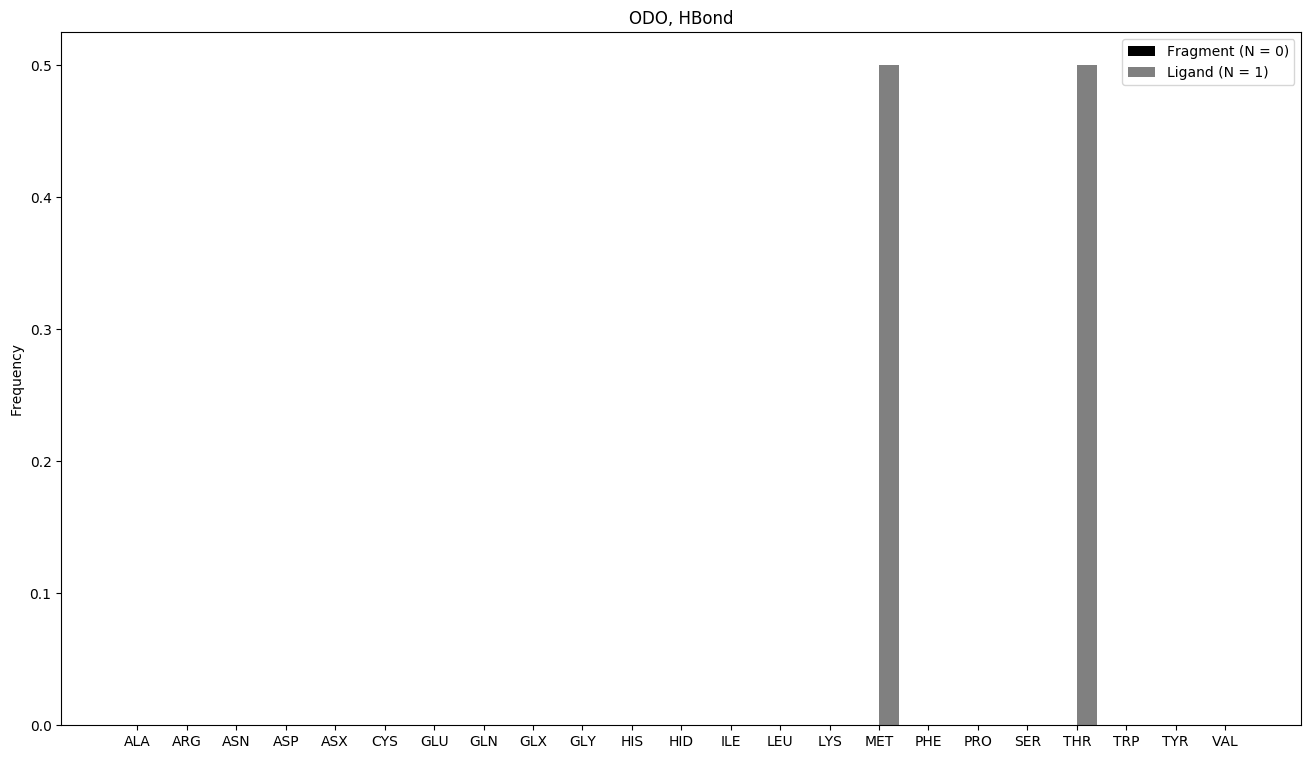 ODO, HBond
Fragment (N = 0)
Ligand (N = 1)
Frequency
0.5
0.4
0.3
0.2
0.1
0.0
ALA ARG ASN ASP ASX CYS GLU GLN GLX GLY HIS HID ILE LEU LYS MET PHE PRO SER THR TRP TYR VAL